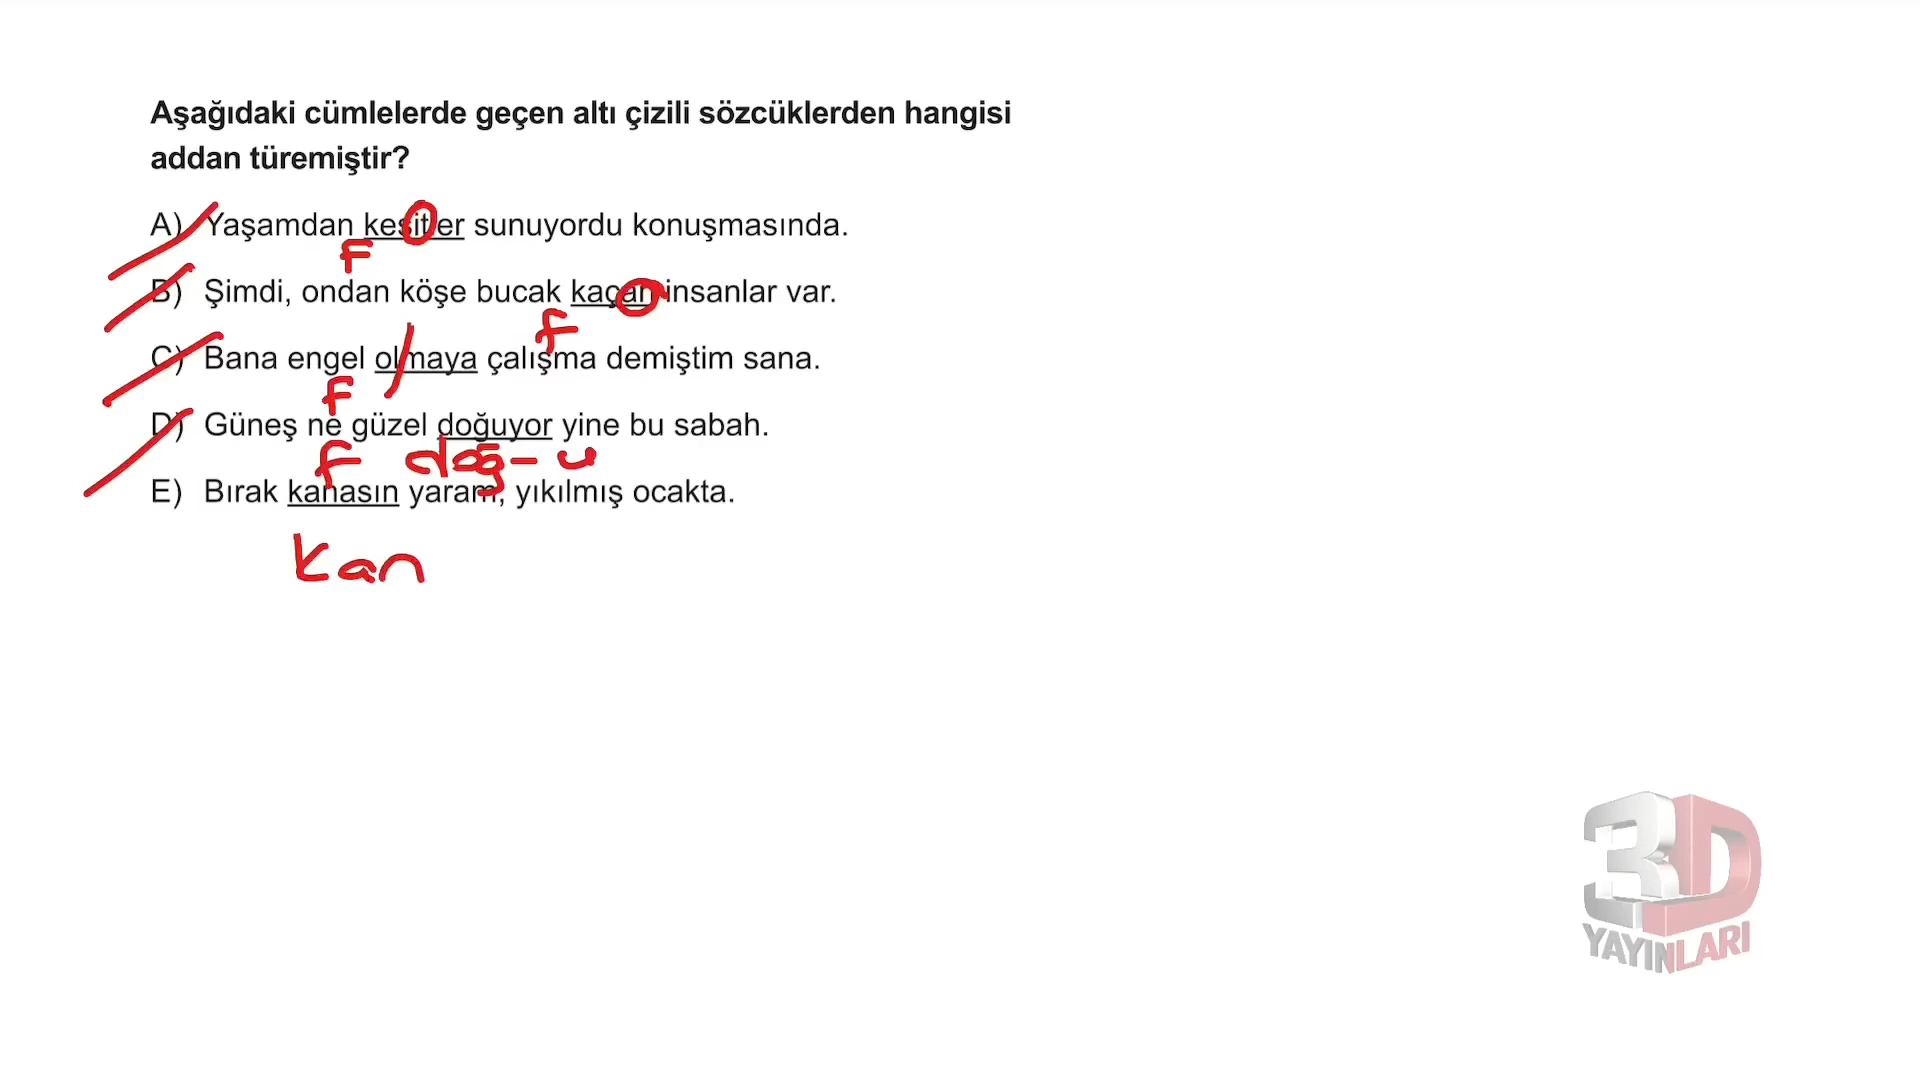 Aşağıdaki cümlelerde geçen altı çizili sözcüklerden hangisi
addan türemiştir?
A) Yaşamdan kesitler sunuyordu konuşmasında.
F
B) Şimdi, ondan köşe bucak kaçan insanlar var.
F
C) Bana engel olmaya çalışma demiştim sana.
F
D) Güneş ne güzel doğuyor yine bu sabah.
F doğ- u
E) Bırak kanasın yaram, yıkılmış ocakta.
kan
3D
YAYINLARI